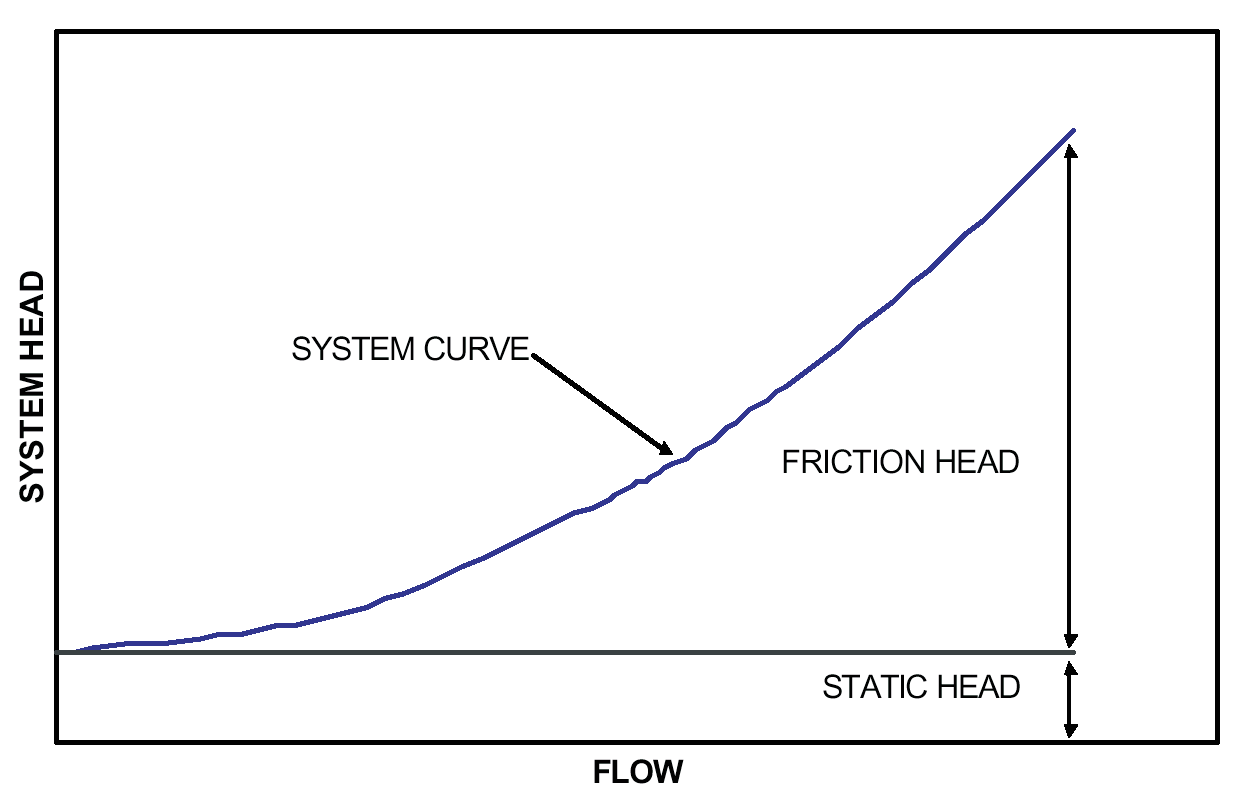 SYSTEM HEAD
SYSTEM CURVE
FRICTION HEAD
STATIC HEAD
FLOW